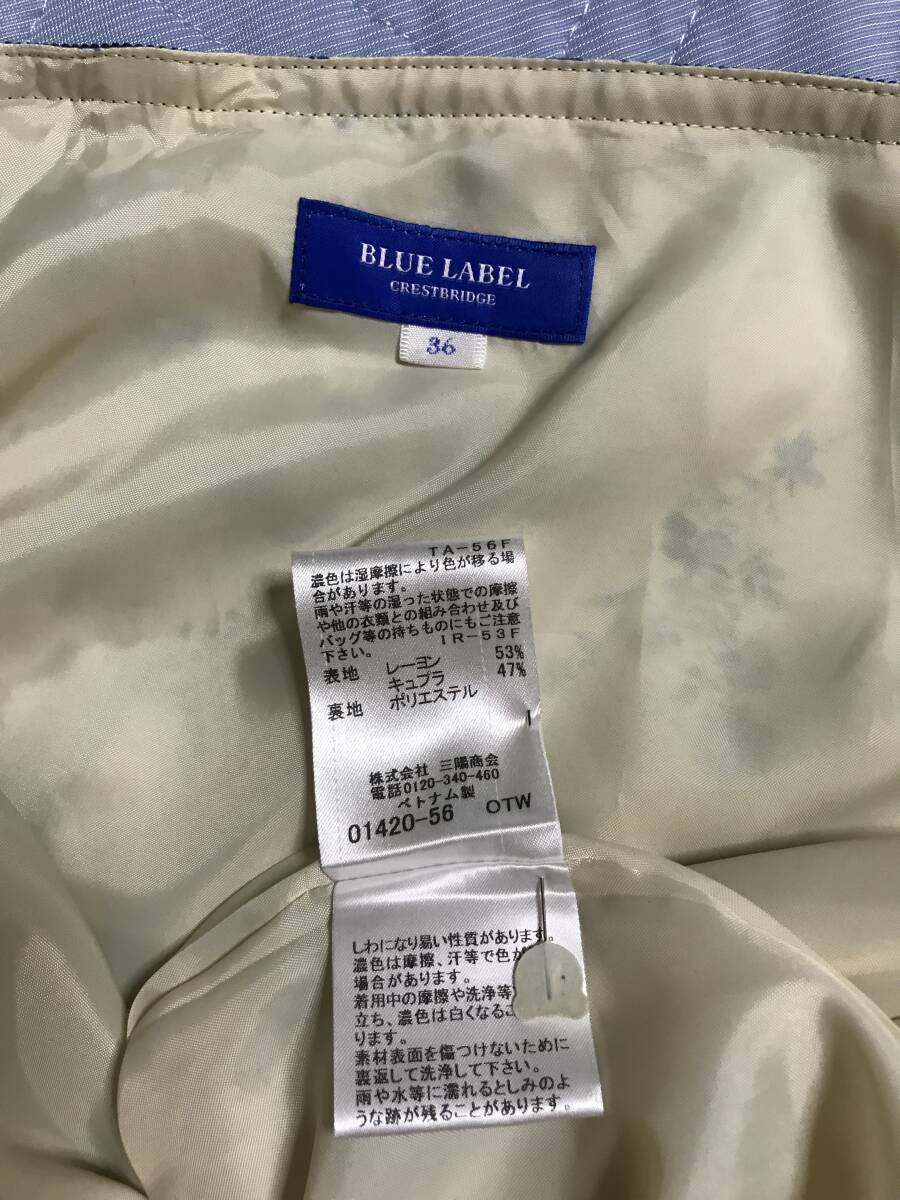 BLUE LABEL
CRESTBRIDGE
36
TA-56F
濃色は湿摩擦により色が移る場
合があります。
雨や汗等の湿った状態での摩擦
や他の衣類との組み合わせ及び
バッグ等の持ちものにもご注意
下さい。 IR-53F
表地 レーヨン 53%
キュプラ 47%
裏地 ポリエステル
株式会社 三陽商会
電話0120-340-460
ベトナム製
01420-56 OTW
しわになり易い性質があります。
濃色は摩擦、汗等で色が
場合があります。
着用中の摩擦や洗浄等
立ち、濃色は白くなるこ
ります。
素材表面を傷つけないために
裏返して洗浄して下さい。
雨や水等に濡れるとしみのよ
うな跡が残ることがあります。